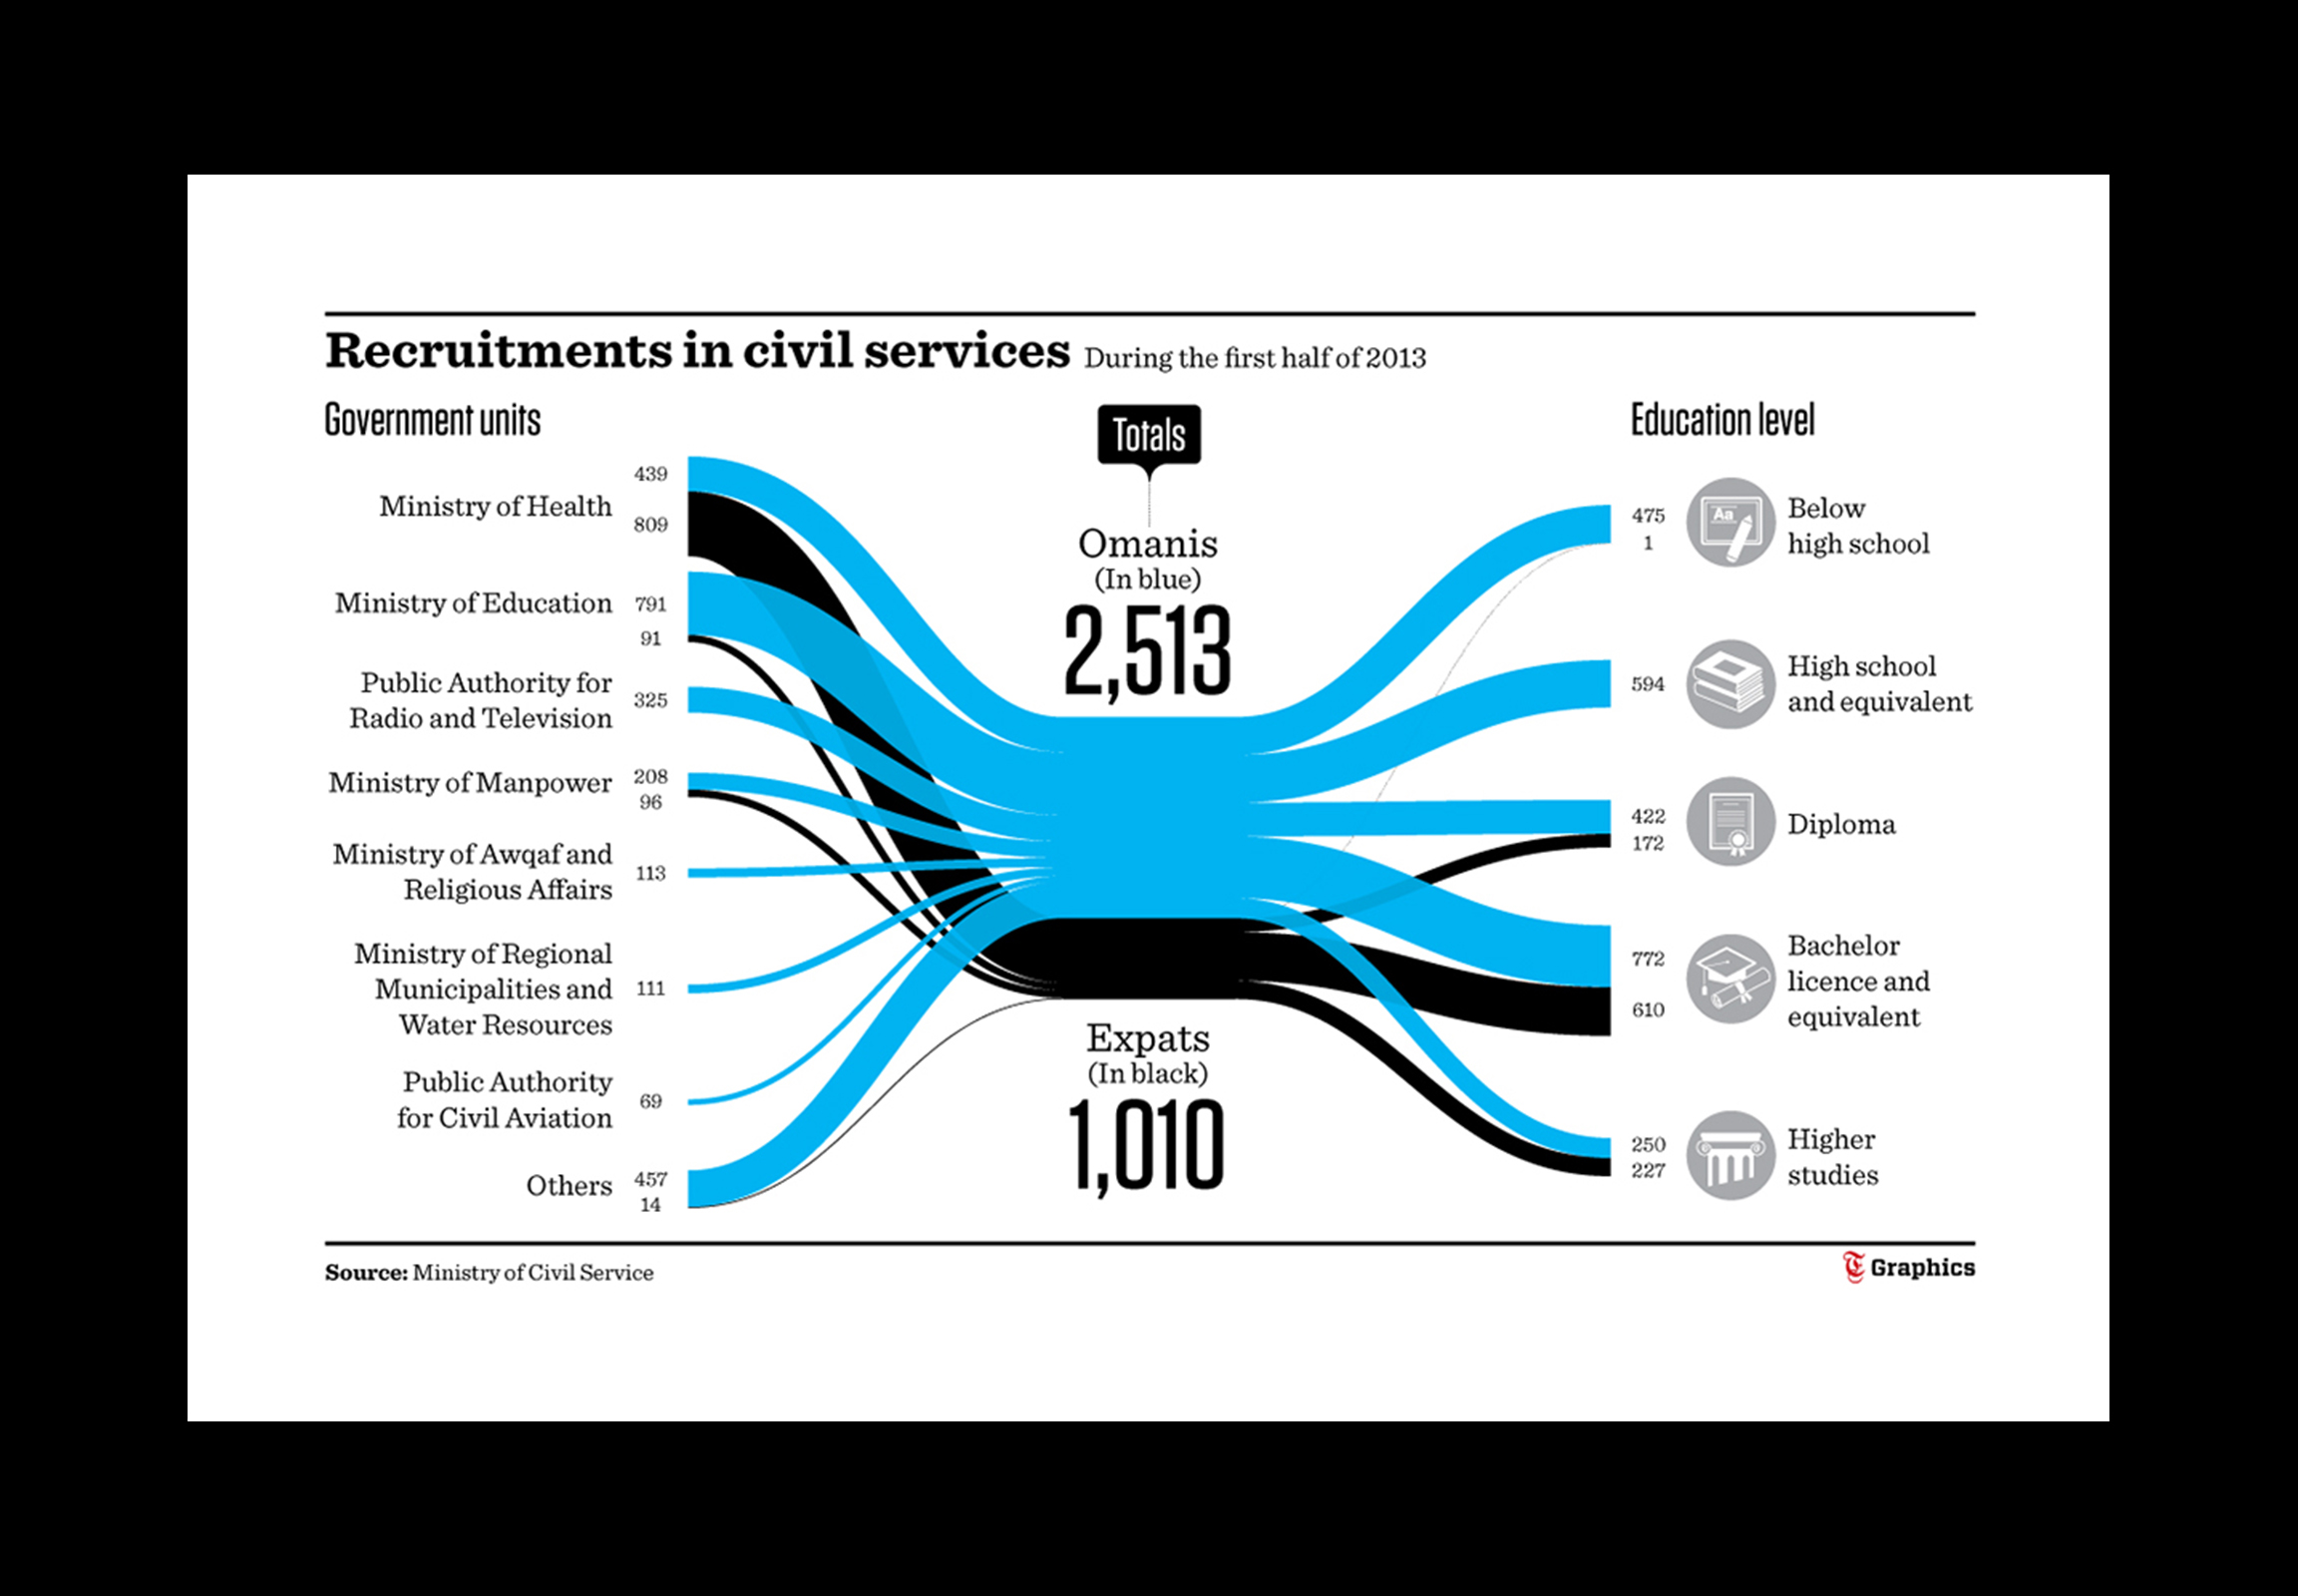 Recruitments in civil services During the first half of 2013
Government units
Totals
Education level
439
Ministry of Health
809
Ministry of Education 791
91
Public Authority for
Radio and Television
325
Ministry of Manpower 208
96
Ministry of Awqaf and
Religious Affairs
113
Ministry of Regional
Municipalities and
Water Resources
111
Public Authority
for Civil Aviation
69
Others 457
14
Omanis
(In blue)
2,513
Expats
(In black)
1,010
475
1
Aa
Below
high school
594
High school
and equivalent
422
172
Diploma
772
610
Bachelor
licence and
equivalent
250
227
Higher
studies
Source: Ministry of Civil Service
T Graphics